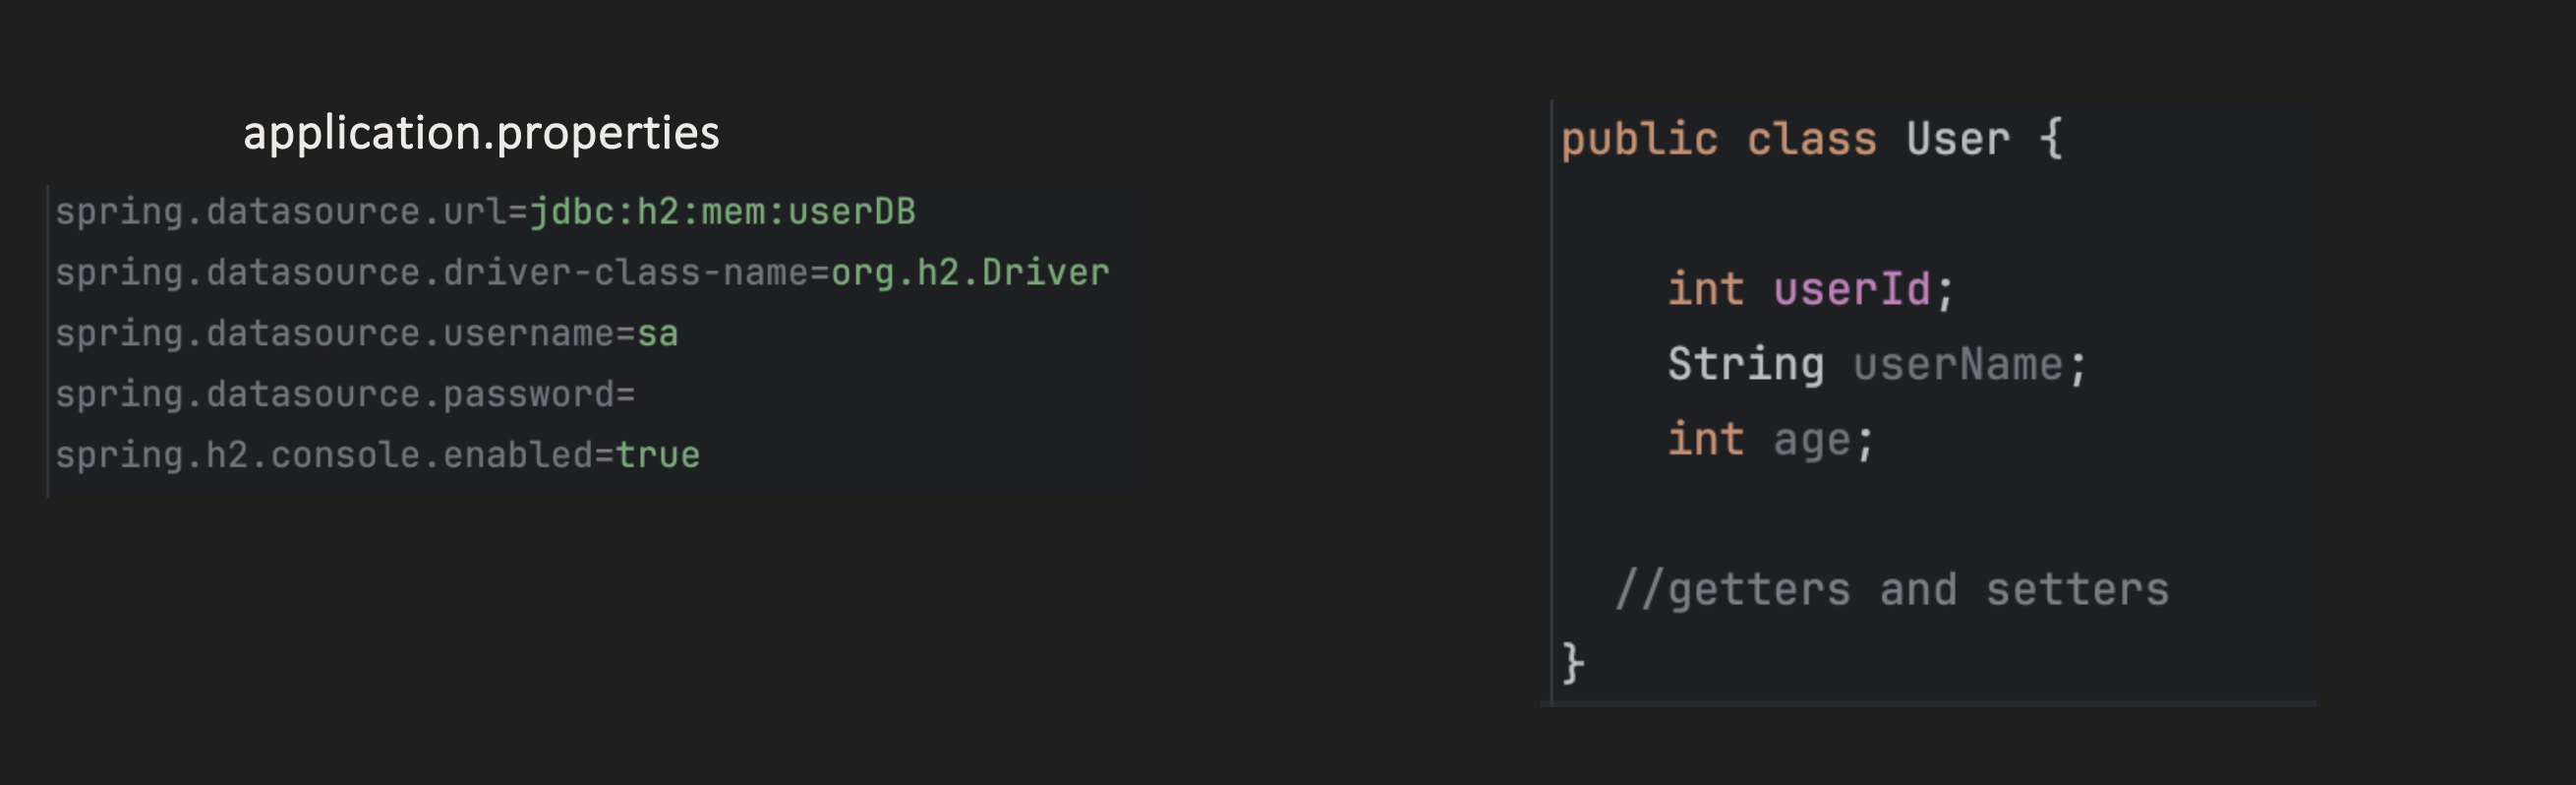 application.properties
spring.datasource.url=jdbc:h2:mem:userDB
spring.datasource.driver-class-name=org.h2.Driver
spring.datasource.username=sa
spring.datasource.password=
spring.h2.console.enabled=true
public class User {
int userId;
String userName;
int age;
//getters and setters
}